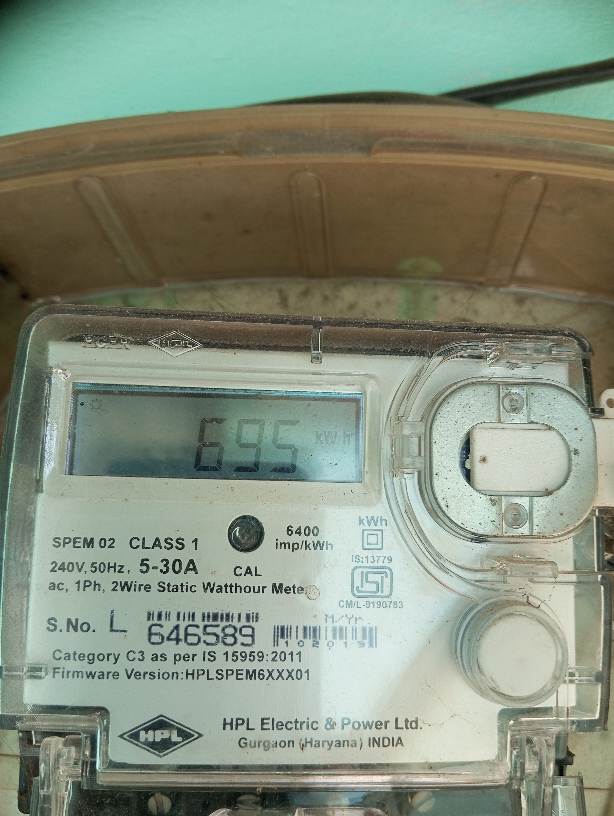 HPL
695 kWh
6400
imp/kWh
kWh
SPEM 02 CLASS 1
IS:13779
240V,50Hz, 5-30A CAL
ac, 1Ph, 2Wire Static Watthour Meter
CM/L-9190783
S.No. L 646589
M/Yr.
102019
Category C3 as per IS 15959:2011
Firmware Version:HPLSPEM6XXX01
HPL
HPL Electric & Power Ltd.
Gurgaon (Haryana) INDIA